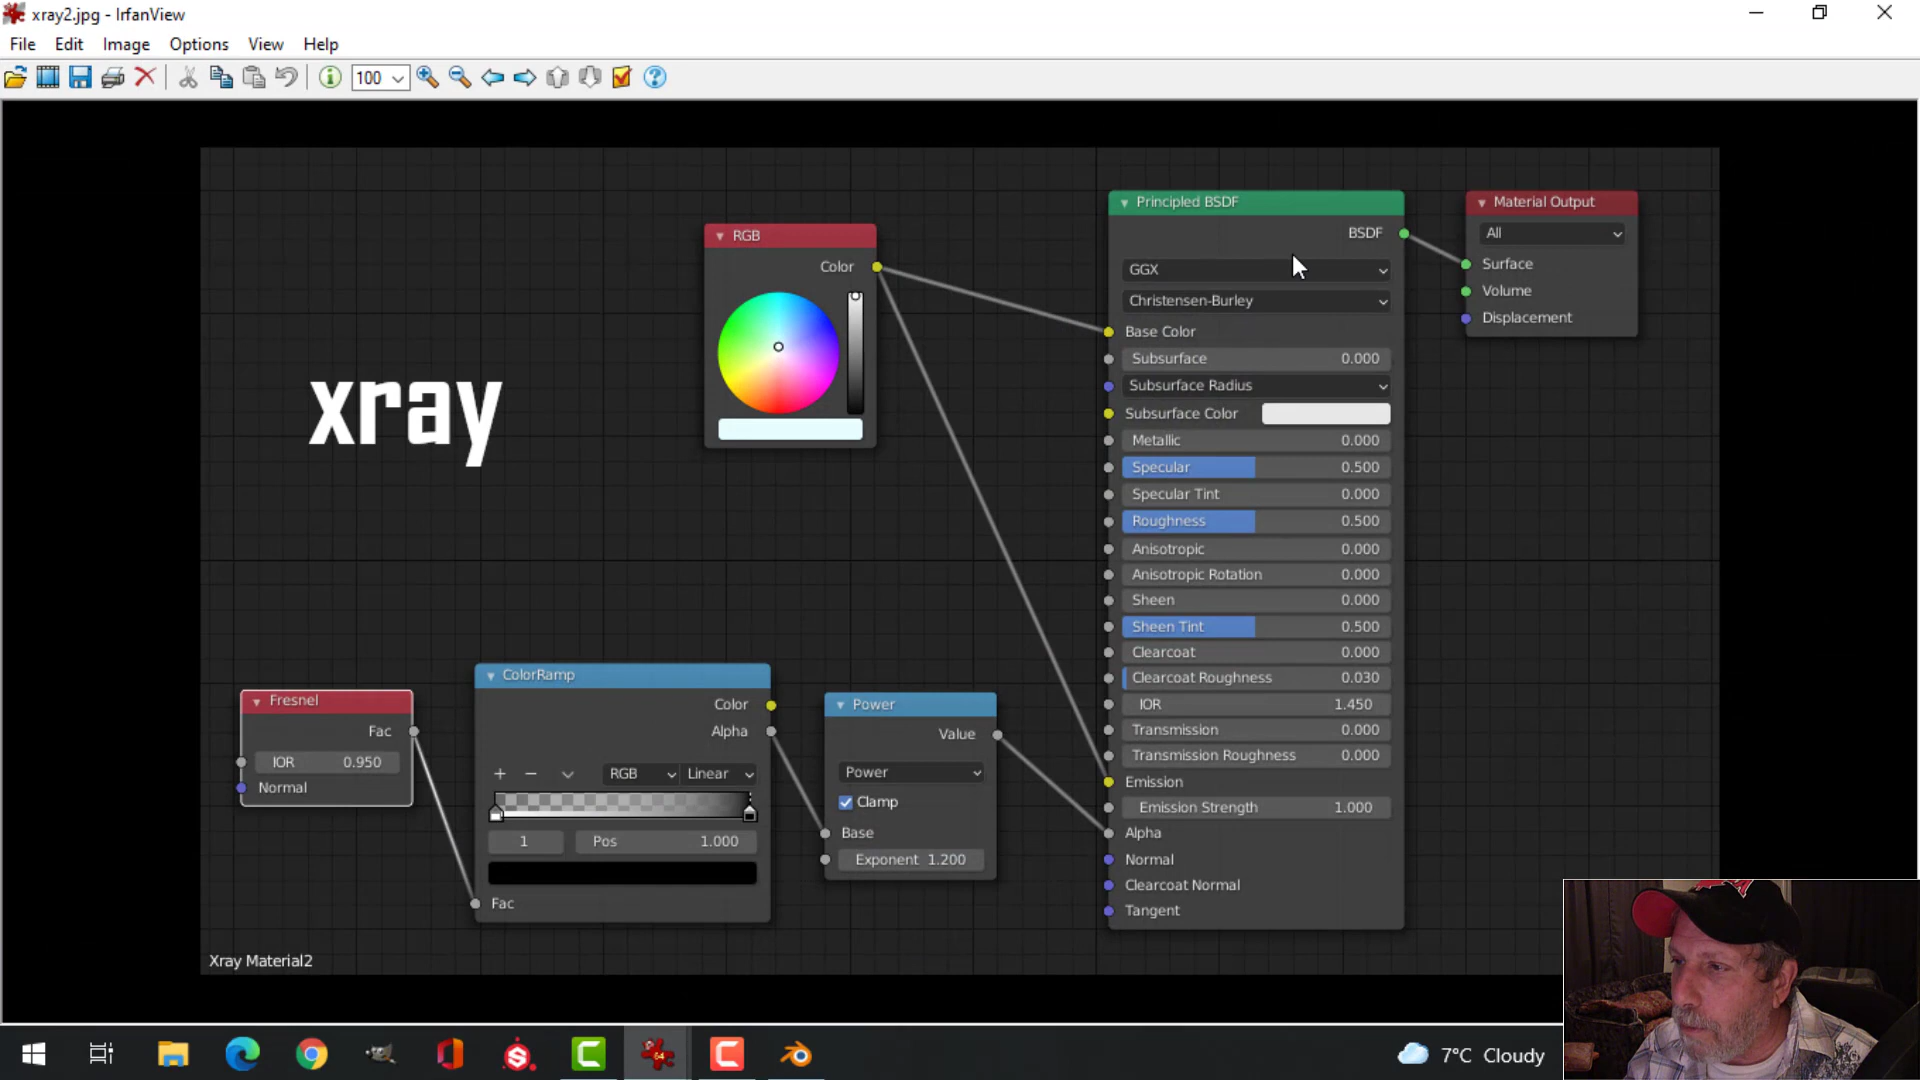 xray2.jpg - IrfanView
File Edit Image Options View Help
100
xray
RGB
Color
Principled BSDF
BSDF
GGX
Christensen-Burley
Base Color
Subsurface 0.000
Subsurface Radius
Subsurface Color
Metallic 0.000
Specular 0.500
Specular Tint 0.000
Roughness 0.500
Anisotropic 0.000
Anisotropic Rotation 0.000
Sheen 0.000
Sheen Tint 0.500
Clearcoat 0.000
Clearcoat Roughness 0.030
IOR 1.450
Transmission 0.000
Transmission Roughness 0.000
Emission
Emission Strength 1.000
Alpha
Normal
Clearcoat Normal
Tangent
Material Output
All
Surface
Volume
Displacement
Fresnel
Fac
IOR 0.950
Normal
ColorRamp
Color
Alpha
RGB Linear
1 Pos 1.000
Fac
Power
Value
Power
Clamp
Base
Exponent 1.200
Xray Material2
7°C Cloudy